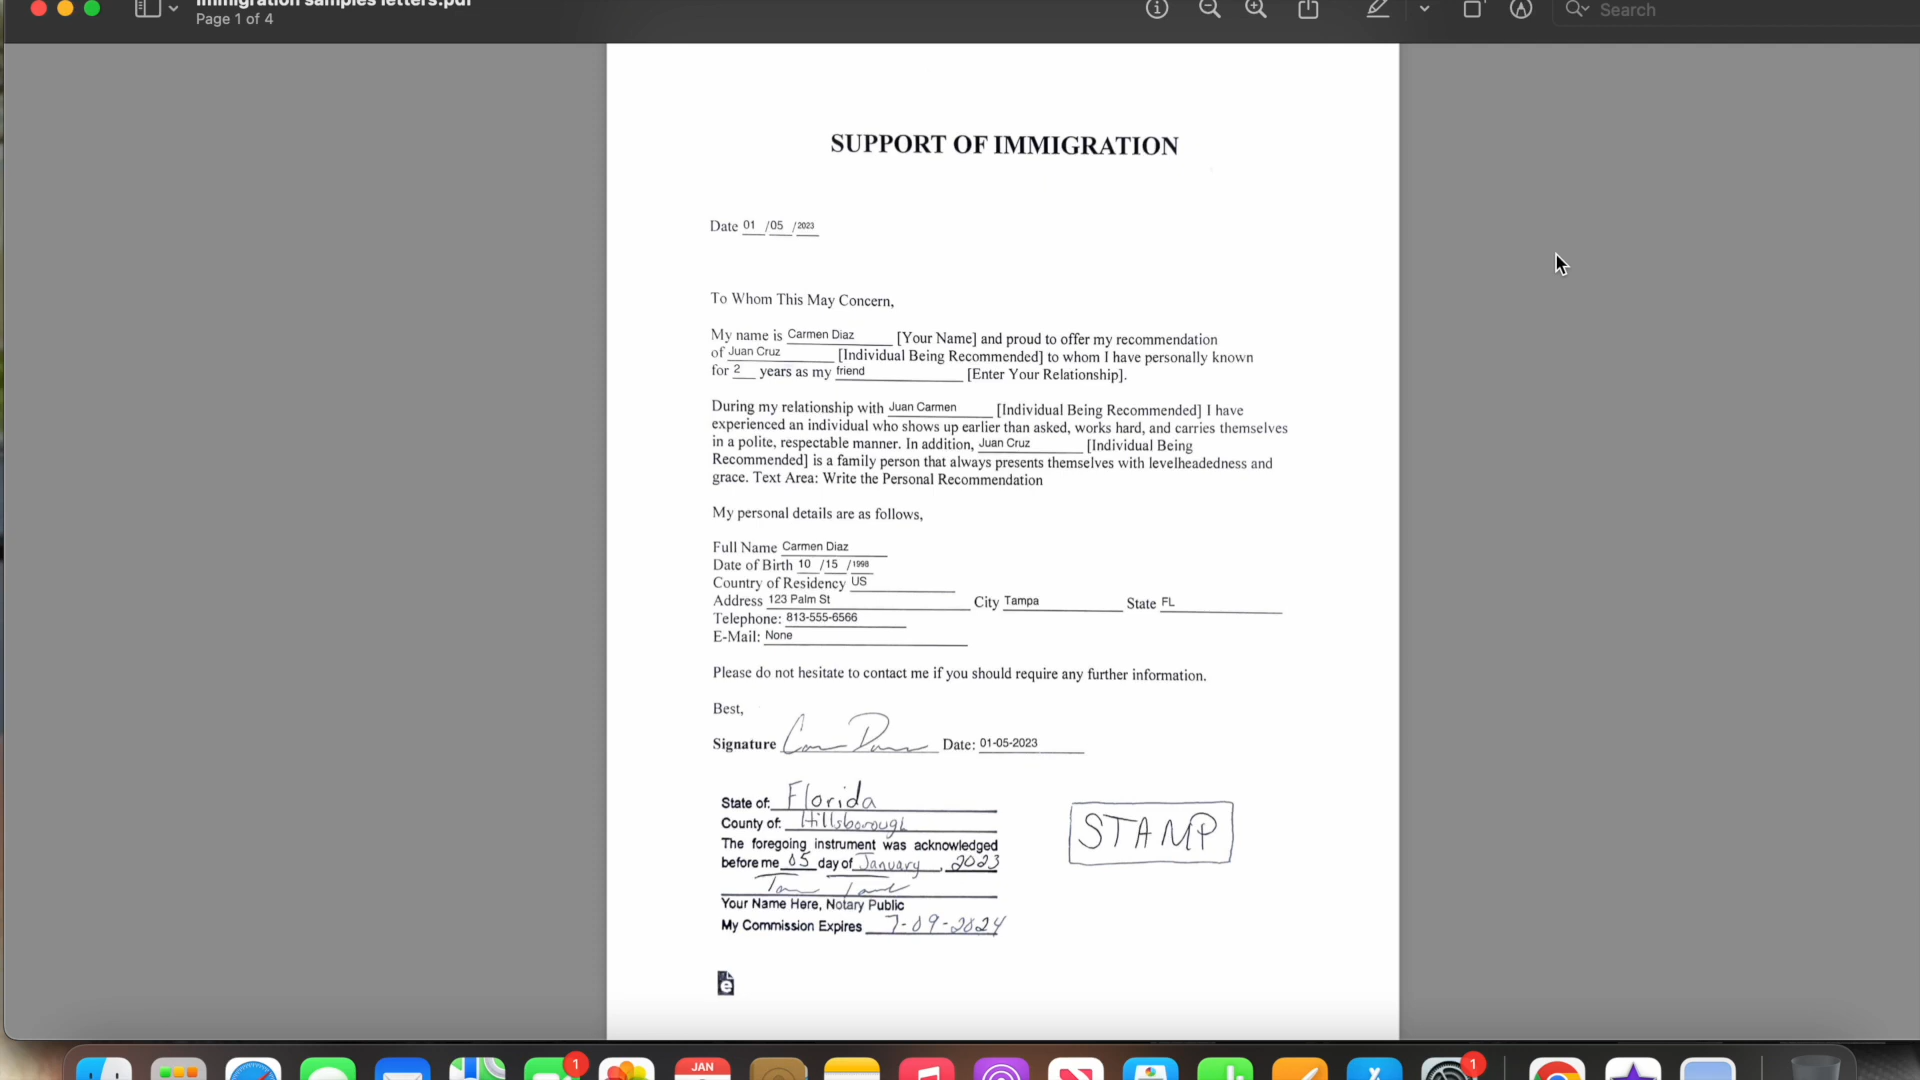 Immigration samples letters.pdf
Page 1 of 4
Search
SUPPORT OF IMMIGRATION
Date 01 /05 /2023
To Whom This May Concern,
My name is Carmen Diaz [Your Name] and proud to offer my recommendation
of Juan Cruz [Individual Being Recommended] to whom I have personally known
for 2 years as my friend [Enter Your Relationship].
During my relationship with Juan Carmen [Individual Being Recommended] I have
experienced an individual who shows up earlier than asked, works hard, and carries themselves
in a polite, respectable manner. In addition, Juan Cruz [Individual Being
Recommended] is a family person that always presents themselves with levelheadedness and
grace. Text Area: Write the Personal Recommendation
My personal details are as follows,
Full Name Carmen Diaz
Date of Birth 10 /15 /1998
Country of Residency US
Address 123 Palm St City Tampa State FL
Telephone: 813-555-6566
E-Mail: None
Please do not hesitate to contact me if you should require any further information.
Best,
Signature Date: 01-05-2023
State of: Florida
County of: Hillsborough
STAMP
The foregoing instrument was acknowledged
before me 05 day of January, 2023
Your Name Here, Notary Public
My Commission Expires 7-09-2024
e
1
JAN
1